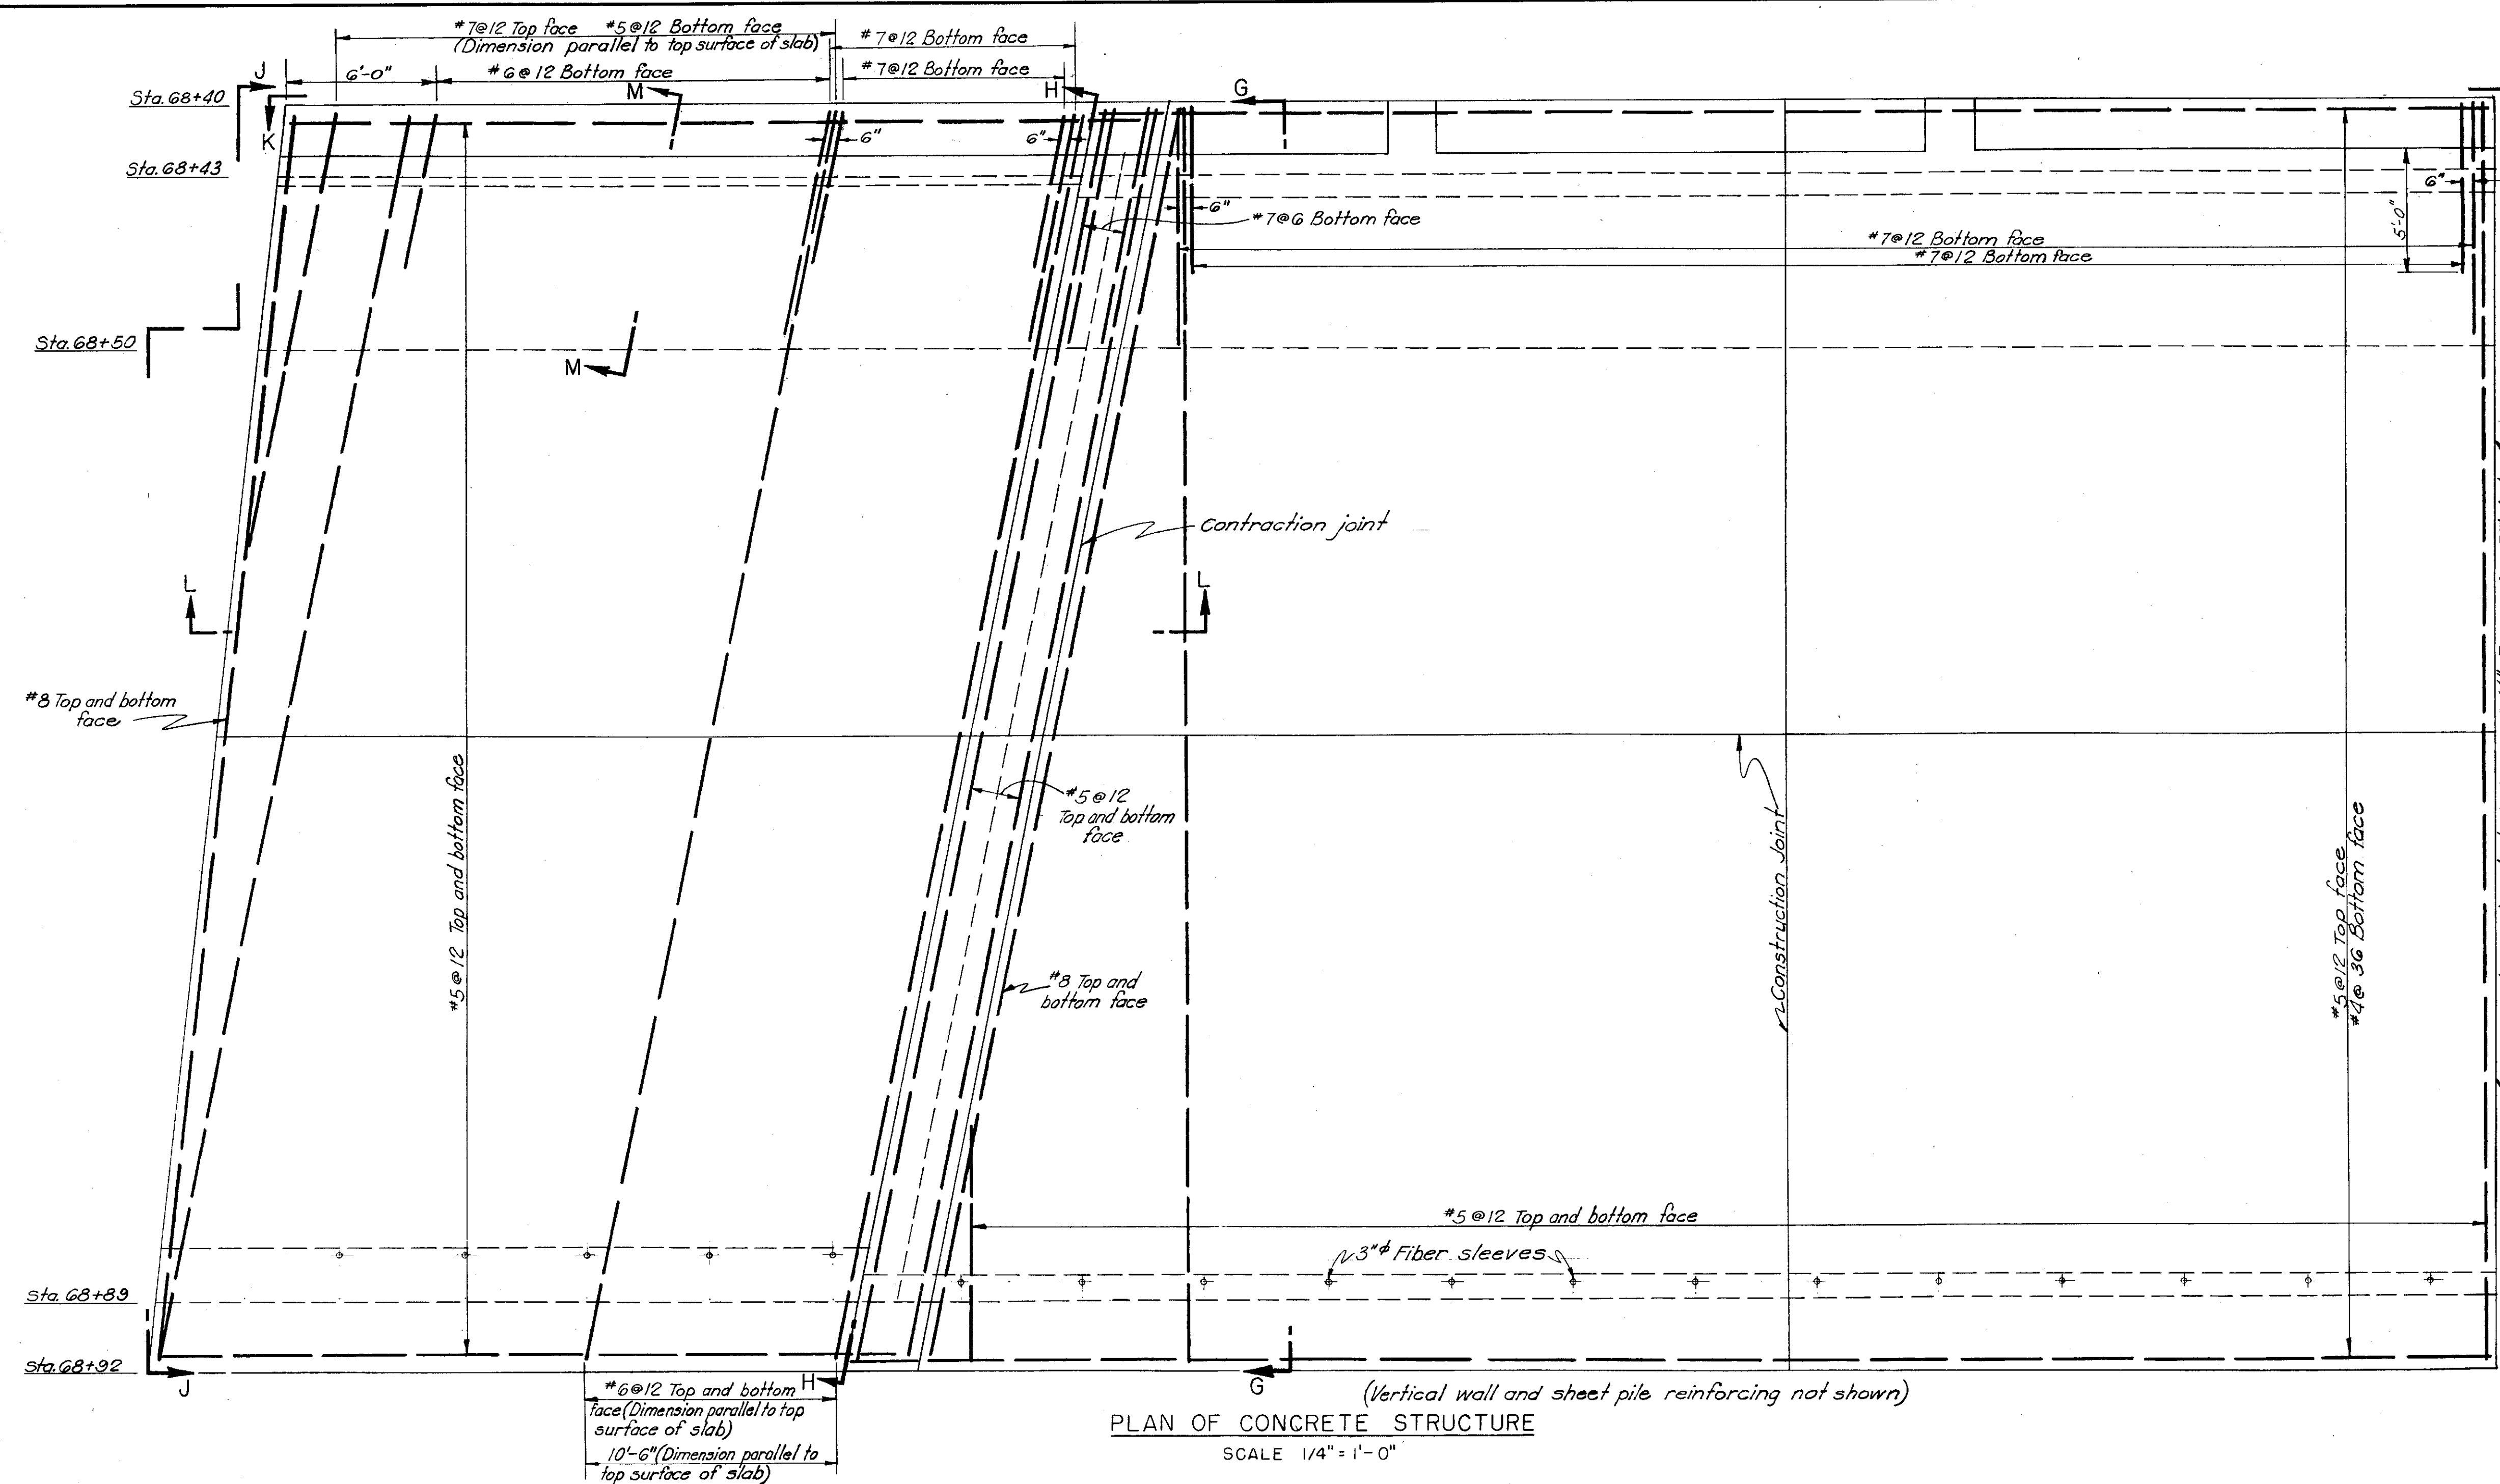 #7@12 Top face #5@12 Bottom face
(Dimension parallel to top surface of slab)
#7@12 Bottom face
6'-0"
#6@12 Bottom face
#7@12 Bottom face
J
M
H
G
Sta. 68+40
K
6"
6"
Sta. 68+43
6"
6"
#7@6 Bottom face
5'-0"
#7@12 Bottom face
#7@12 Bottom face
Sta. 68+50
M
Contraction joint
L
L
#8 Top and bottom
face
#5@12 Top and bottom face
#5@12
Top and bottom
face
Construction Joint
#5@12 Top face
#4@36 Bottom face
#8 Top and
bottom face
#5@12 Top and bottom face
3"φ Fiber sleeves
Sta. 68+89
Sta. 68+92
J
H
G
#6@12 Top and bottom
face (Dimension parallel to top
surface of slab)
10'-6" (Dimension parallel to
top surface of slab)
(Vertical wall and sheet pile reinforcing not shown)
PLAN OF CONCRETE STRUCTURE
SCALE 1/4" = 1'-0"